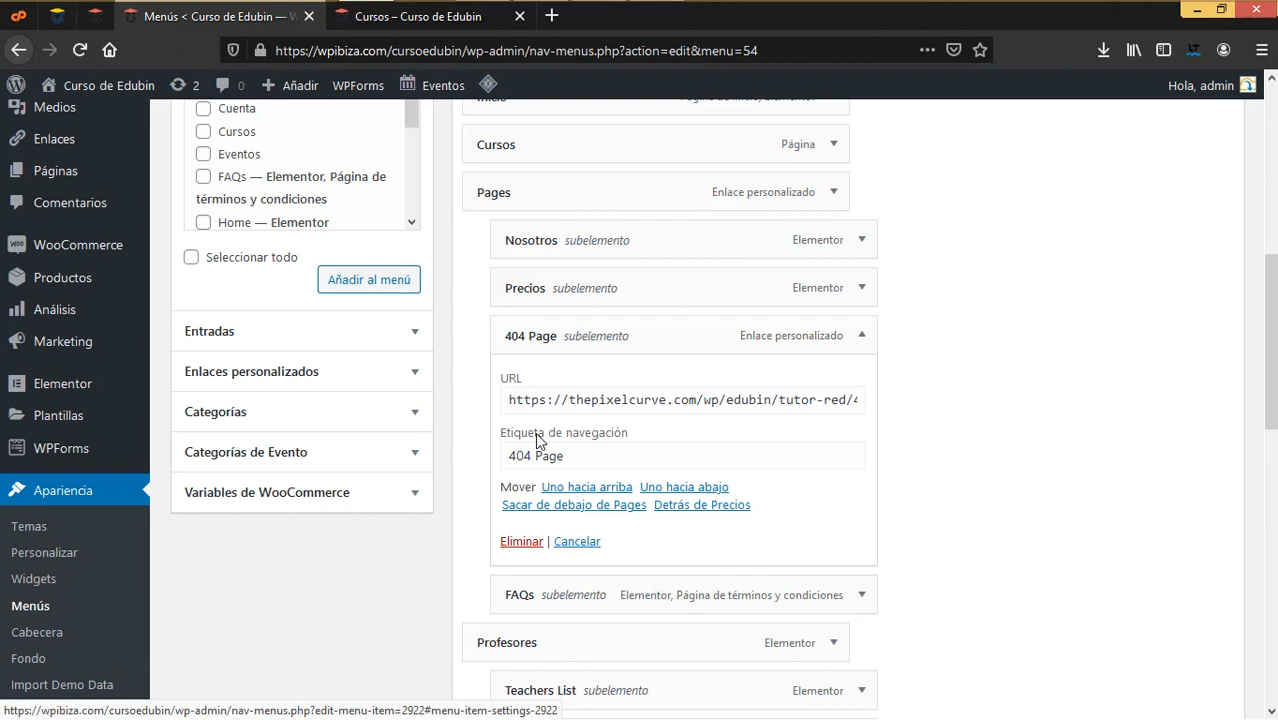 Menús < Curso de Edubin — W
Cursos – Curso de Edubin
https://wpibiza.com/cursoedubin/wp-admin/nav-menus.php?action=edit&menu=54
Curso de Edubin
2
0
Añadir
WPForms
Eventos
Hola, admin
Medios
Enlaces
Páginas
Comentarios
WooCommerce
Productos
Análisis
Marketing
Elementor
Plantillas
WPForms
Apariencia
Temas
Personalizar
Widgets
Menús
Cabecera
Fondo
Import Demo Data
Cuenta
Cursos
Eventos
FAQs — Elementor, Página de
términos y condiciones
Home — Elementor
Seleccionar todo
Añadir al menú
Entradas
Enlaces personalizados
Categorías
Categorías de Evento
Variables de WooCommerce
Inicio Página de inicio, Elementor
Cursos Página
Pages Enlace personalizado
Nosotros subelemento Elementor
Precios subelemento Elementor
404 Page subelemento Enlace personalizado
URL
https://thepixelcurve.com/wp/edubin/tutor-red/4
Etiqueta de navegación
404 Page
Mover Uno hacia arriba Uno hacia abajo
Sacar de debajo de Pages Detrás de Precios
Eliminar | Cancelar
FAQs subelemento Elementor, Página de términos y condiciones
Profesores Elementor
Teachers List subelemento Elementor
https://wpibiza.com/cursoedubin/wp-admin/nav-menus.php?edit-menu-item=2922#menu-item-settings-2922